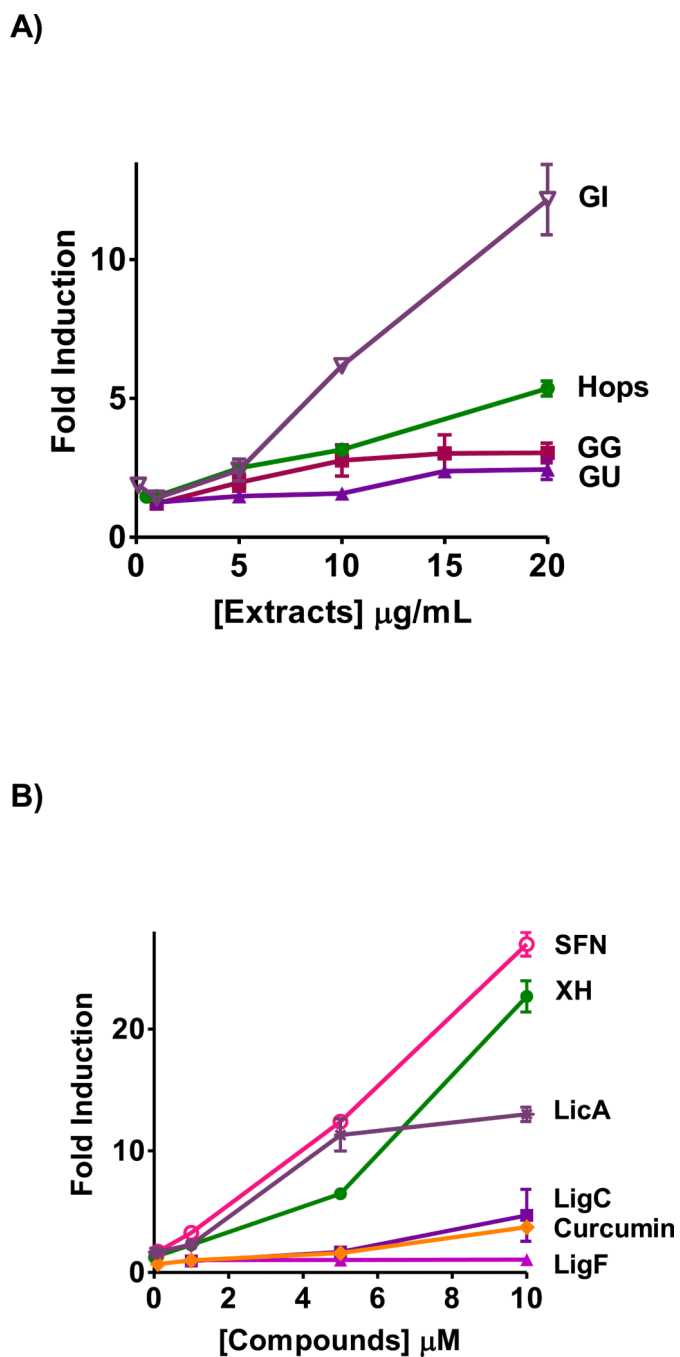 A)
Fold Induction
10
5
0
GI
Hops
GG
GU
0 5 10 15 20
[Extracts] μg/mL
B)
Fold Induction
20
10
0
SFN
XH
LicA
LigC
Curcumin
LigF
0 2 4 6 8 10
[Compounds] μM